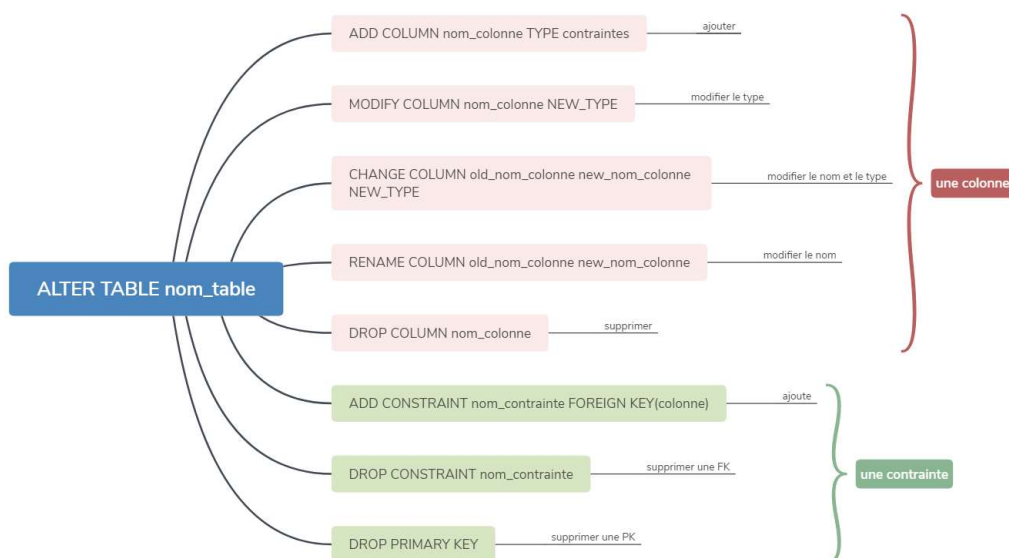 ADD COLUMN nom_colonne TYPE contraintes
ajouter
MODIFY COLUMN nom_colonne NEW_TYPE
modifier le type
CHANGE COLUMN old_nom_colonne new_nom_colonne
NEW_TYPE
modifier le nom et le type
une colonne
RENAME COLUMN old_nom_colonne new_nom_colonne
modifier le nom
ALTER TABLE nom_table
DROP COLUMN nom_colonne
supprimer
ADD CONSTRAINT nom_contrainte FOREIGN KEY(colonne)
ajoute
DROP CONSTRAINT nom_contrainte
supprimer une FK
une contrainte
DROP PRIMARY KEY
supprimer une PK